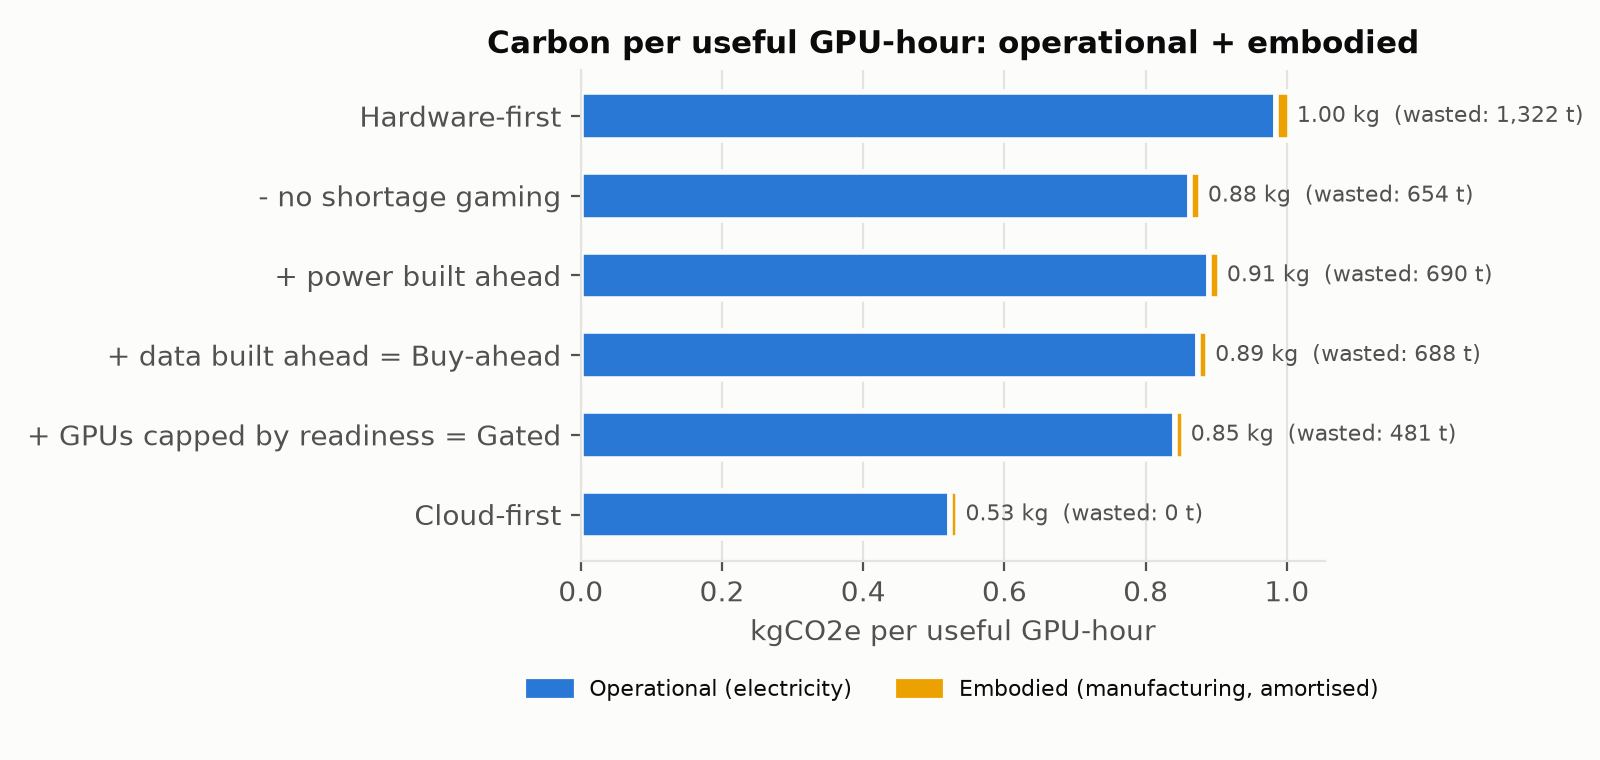 Carbon per useful GPU-hour: operational + embodied
Hardware-first
1.00 kg  (wasted: 1,322 t)
- no shortage gaming
0.88 kg  (wasted: 654 t)
+ power built ahead
0.91 kg  (wasted: 690 t)
+ data built ahead = Buy-ahead
0.89 kg  (wasted: 688 t)
+ GPUs capped by readiness = Gated
0.85 kg  (wasted: 481 t)
Cloud-first
0.53 kg  (wasted: 0 t)
0.0 0.2 0.4 0.6 0.8 1.0
kgCO2e per useful GPU-hour
Operational (electricity) Embodied (manufacturing, amortised)